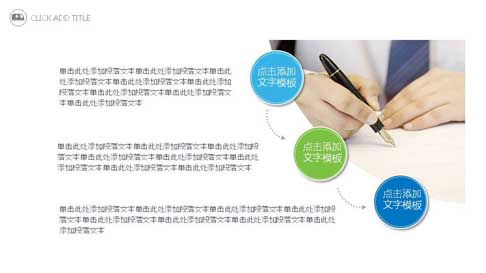 CLICK ADD TITLE
单击此处添加段落文本单击此处添加段落文本单击此
处添加段落文本单击此处添加段落文本单击此处添加
段落文本单击此处添加段落文本单击此处添加段落文
本单击此处添加段落文本
点击添加
文字模板
单击此处添加段落文本单击此处添加段落文本单击此处添加段
落文本单击此处添加段落文本单击此处添加段落文本单击此处
添加段落文本单击此处添加段落文本单击此处添加段落文本
点击添加
文字模板
单击此处添加段落文本单击此处添加段落文本单击此处添加段落文本单击此处添加段
落文本单击此处添加段落文本单击此处添加段落文本单击此处添加段落文本单击此处
添加段落文本
点击添加
文字模板